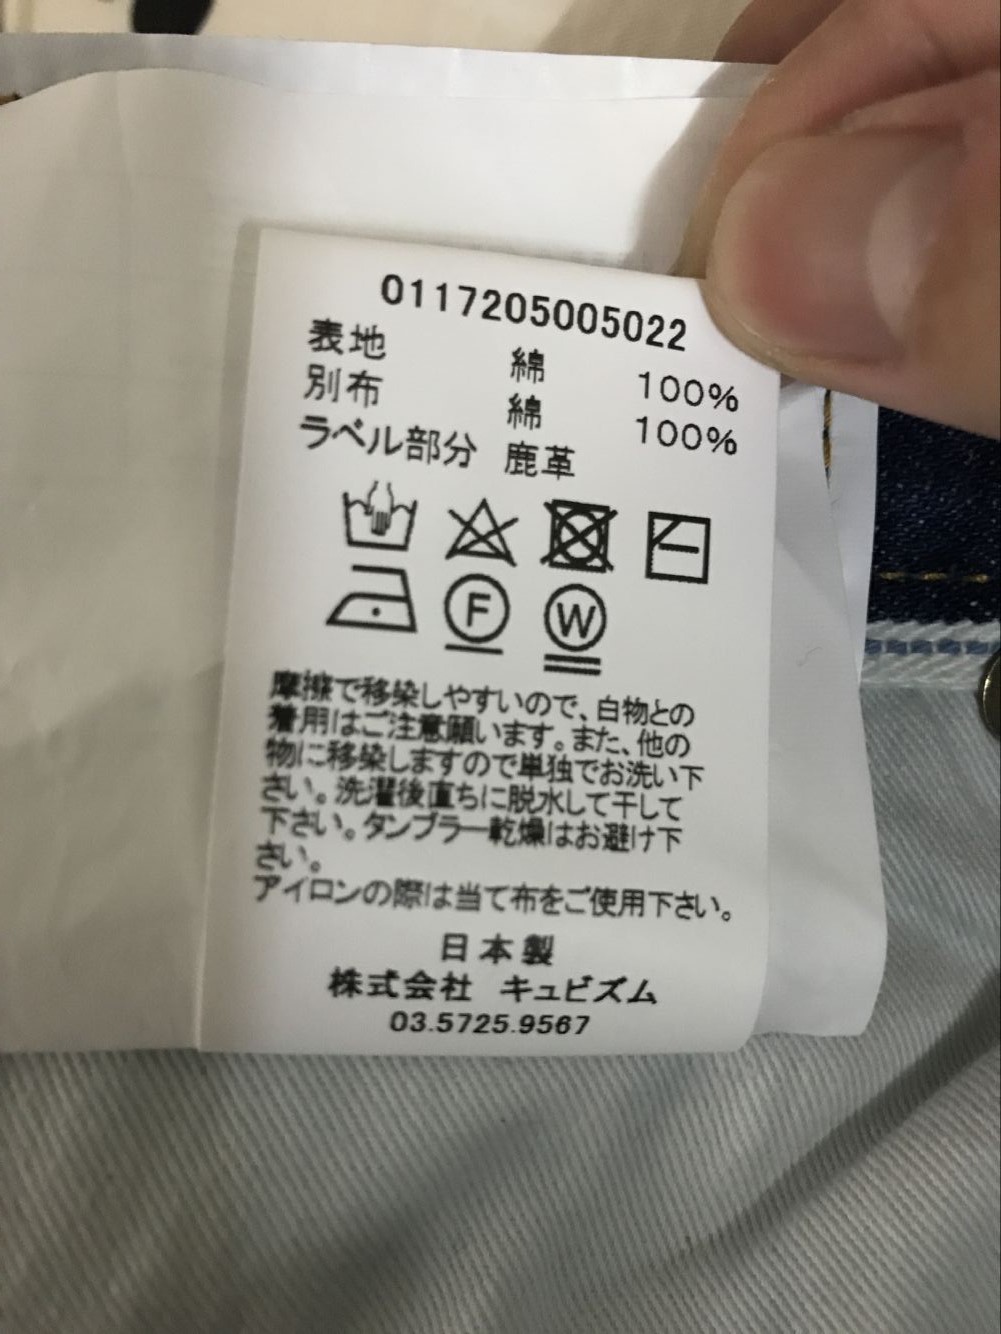 0117205005022
表地 綿 100%
別布 綿 100%
ラベル部分 鹿革
F
W
摩擦で移染しやすいので、白物との
着用はご注意願います。また、他の
物に移染しますので単独でお洗い下
さい。洗濯後直ちに脱水して干して
下さい。タンブラー乾燥はお避け下
さい。
アイロンの際は当て布をご使用下さい。
日本製
株式会社 キュビズム
03.5725.9567